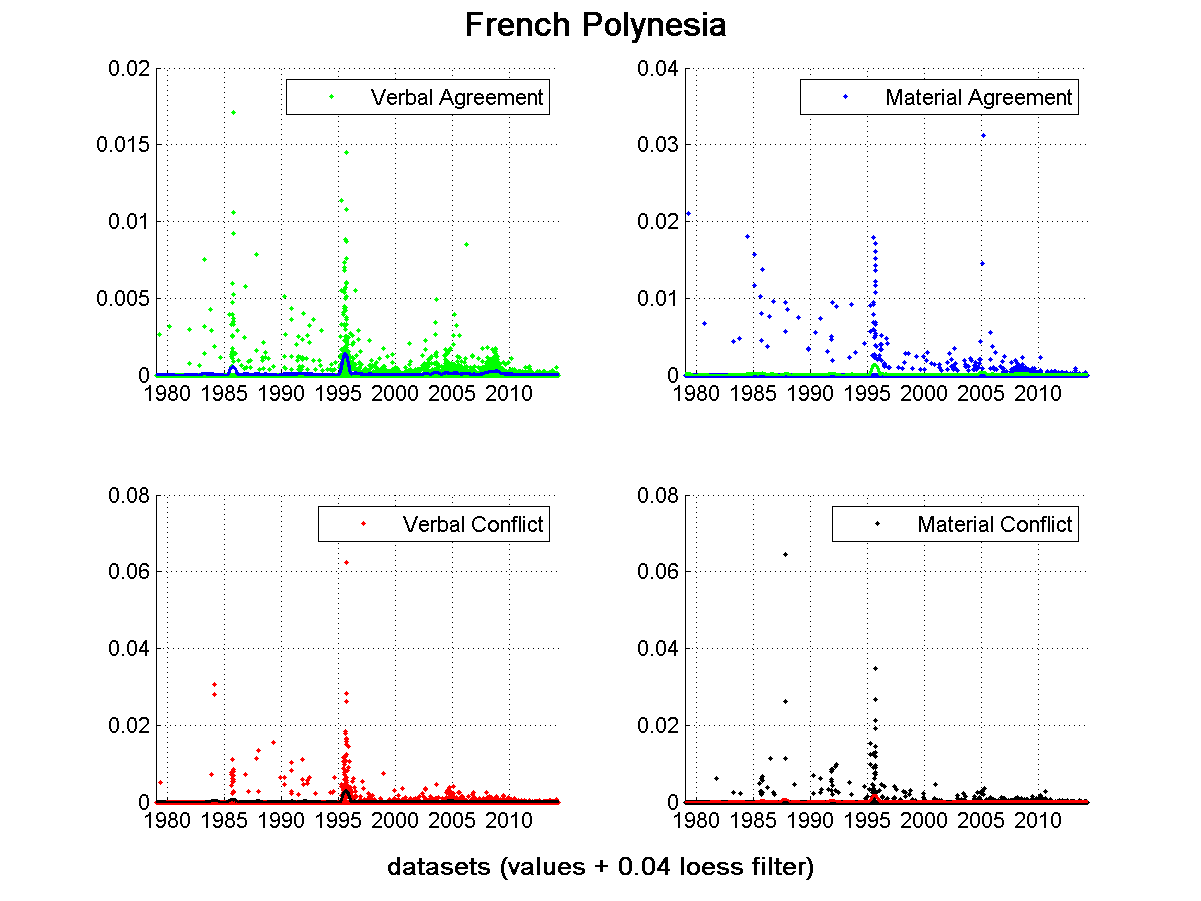 French Polynesia
Verbal Agreement
0.02
0.015
0.01
0.005
0
1980 1985 1990 1995 2000 2005 2010
Material Agreement
0.04
0.03
0.02
0.01
0
1980 1985 1990 1995 2000 2005 2010
Verbal Conflict
0.08
0.06
0.04
0.02
0
1980 1985 1990 1995 2000 2005 2010
Material Conflict
0.08
0.06
0.04
0.02
0
1980 1985 1990 1995 2000 2005 2010
datasets (values + 0.04 loess filter)